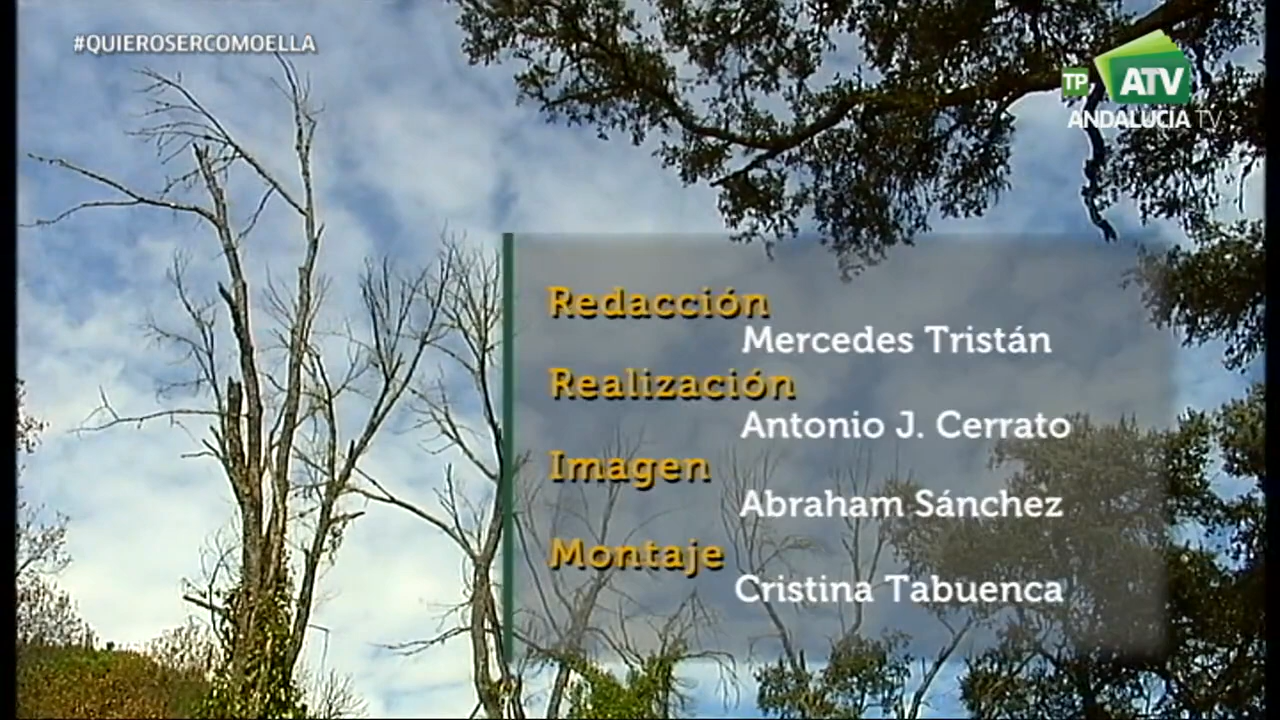 #QUIEROSERCOMOELLA
TP ATV
ANDALUCÍA TV
Redacción
Mercedes Tristán
Realización
Antonio J. Cerrato
Imagen
Abraham Sánchez
Montaje
Cristina Tabuenca